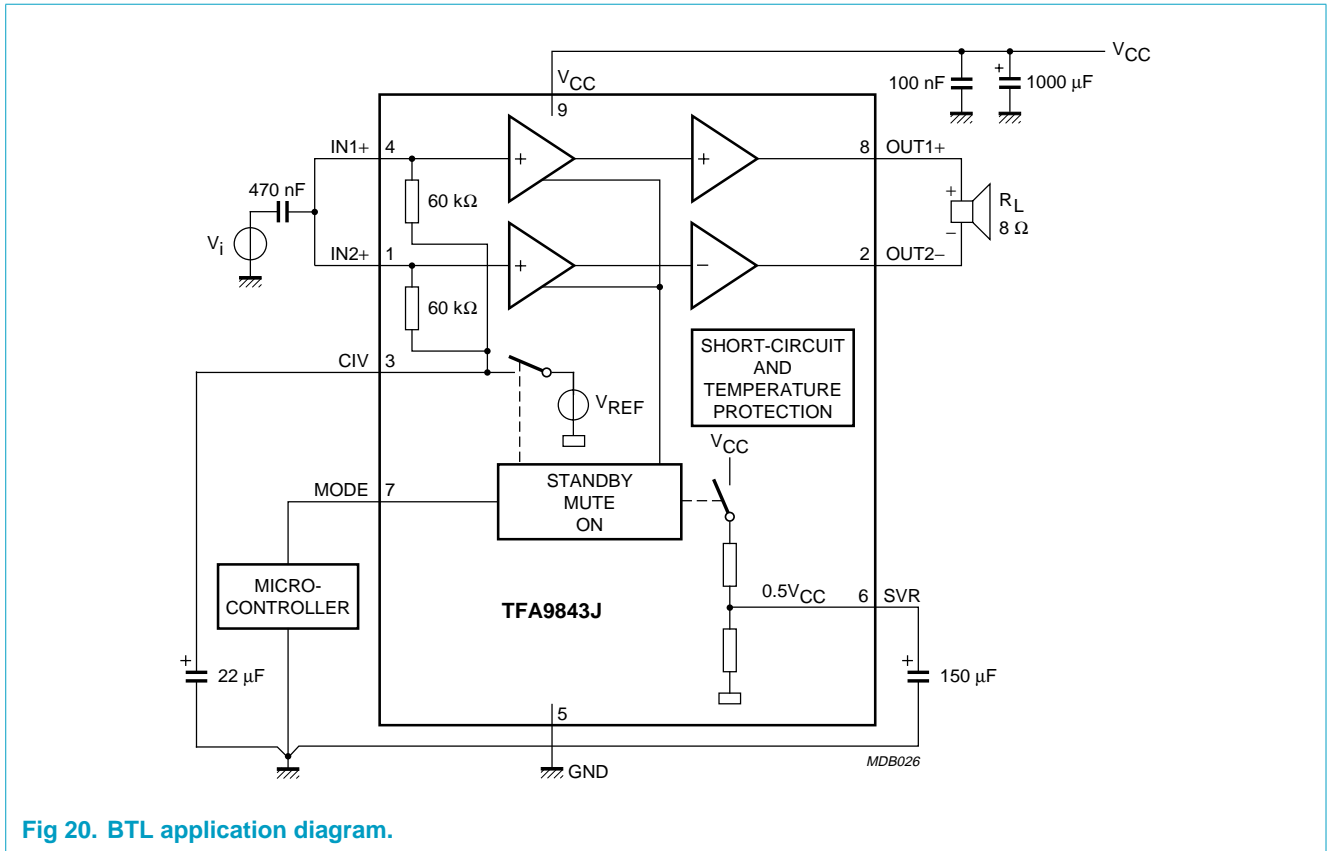 VCC
VCC
9
100 nF
+
1000 μF
IN1+
4
+
+
8
OUT1+
470 nF
60 kΩ
+
RL
8 Ω
−
Vi
IN2+
1
+
−
2
OUT2−
60 kΩ
CIV
3
VREF
SHORT-CIRCUIT
AND
TEMPERATURE
PROTECTION
VCC
MODE
7
STANDBY
MUTE
ON
MICRO-
CONTROLLER
TFA9843J
0.5VCC
6
SVR
+
22 μF
+
150 μF
5
GND
MDB026
Fig 20. BTL application diagram.